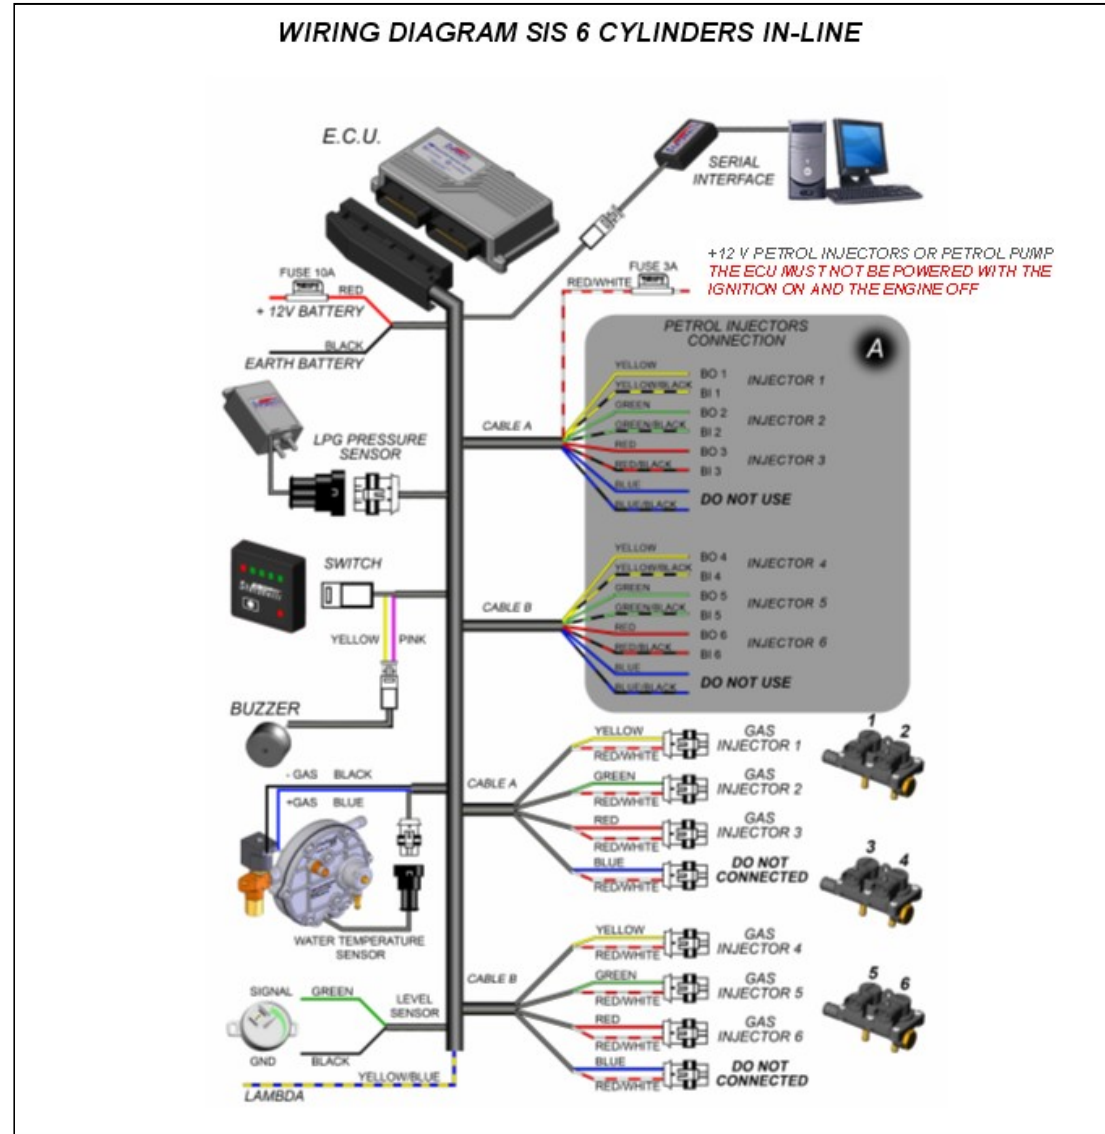 WIRING DIAGRAM SIS 6 CYLINDERS IN-LINE
E.C.U.
SERIAL
INTERFACE
+12 V PETROL INJECTORS OR PETROL PUMP
THE ECU MUST NOT BE POWERED WITH THE
IGNITION ON AND THE ENGINE OFF
FUSE 3A
RED/WHITE
FUSE 10A
RED
+ 12V BATTERY
BLACK
EARTH BATTERY
PETROL INJECTORS
CONNECTION
A
CABLE A
YELLOW
BO 1
YELLOW/BLACK
BI 1
INJECTOR 1
GREEN
BO 2
GREEN/BLACK
BI 2
INJECTOR 2
RED
BO 3
RED/BLACK
BI 3
INJECTOR 3
BLUE
BLUE/BLACK
DO NOT USE
LPG PRESSURE
SENSOR
SWITCH
YELLOW
PINK
BUZZER
CABLE B
YELLOW
BO 4
YELLOW/BLACK
BI 4
INJECTOR 4
GREEN
BO 5
GREEN/BLACK
BI 5
INJECTOR 5
RED
BO 6
RED/BLACK
BI 6
INJECTOR 6
BLUE
BLUE/BLACK
DO NOT USE
- GAS BLACK
+GAS BLUE
WATER TEMPERATURE
SENSOR
CABLE A
YELLOW
RED/WHITE
GAS
INJECTOR 1
GREEN
RED/WHITE
GAS
INJECTOR 2
RED
RED/WHITE
GAS
INJECTOR 3
BLUE
RED/WHITE
DO NOT
CONNECTED
1
2
3
4
CABLE B
YELLOW
RED/WHITE
GAS
INJECTOR 4
GREEN
RED/WHITE
GAS
INJECTOR 5
RED
RED/WHITE
GAS
INJECTOR 6
BLUE
RED/WHITE
DO NOT
CONNECTED
5
6
SIGNAL
GREEN
LEVEL
SENSOR
GND
BLACK
YELLOW/BLUE
LAMBDA